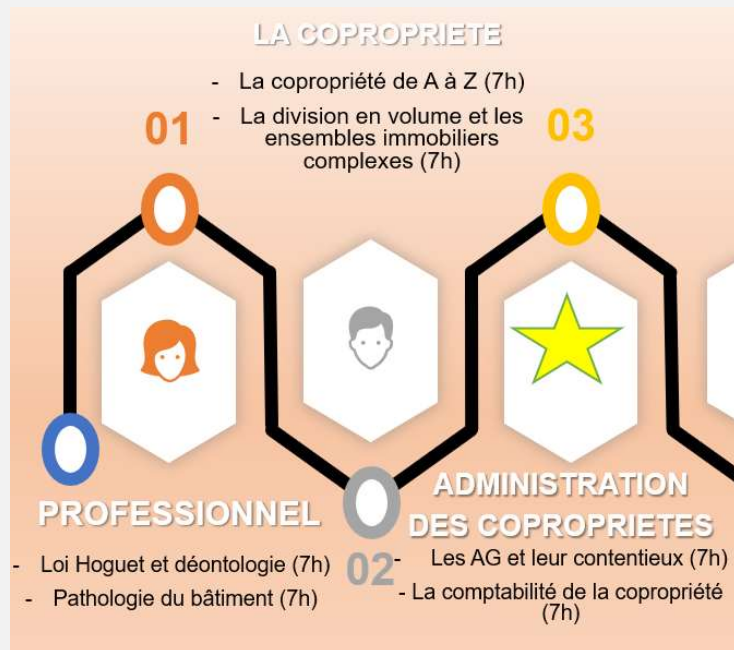 LA COPROPRIETE
- La copropriété de A à Z (7h)
- La division en volume et les
ensembles immobiliers
complexes (7h)
01
03
PROFESSIONNEL
- Loi Hoguet et déontologie (7h)
- Pathologie du bâtiment (7h)
02
ADMINISTRATION
DES COPROPRIETES
- Les AG et leur contentieux (7h)
- La comptabilité de la copropriété
(7h)